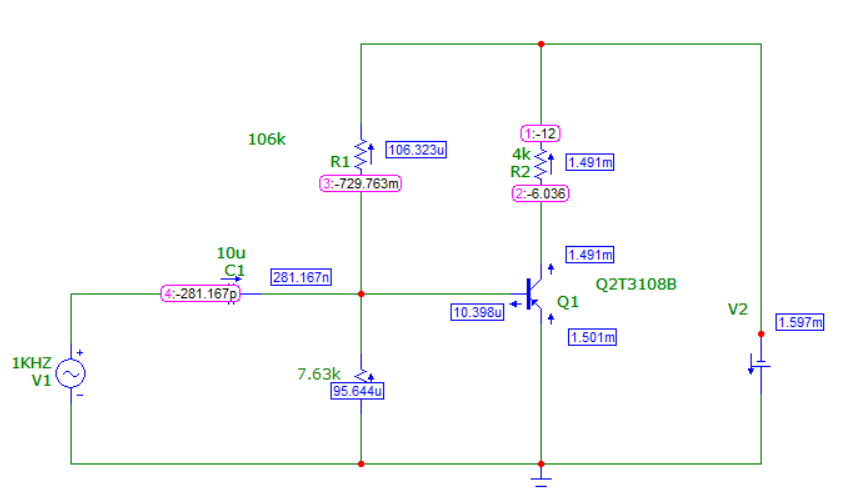 1:-12
106k
106.323u
4k
R1
R2
1.491m
3:-729.763m
2:-6.036
10u
C1
1.491m
281.167n
Q2T3108B
4:-281.167p
Q1
10.398u
V2
1.597m
1.501m
1KHZ
V1
+
-
7.63k
95.644u